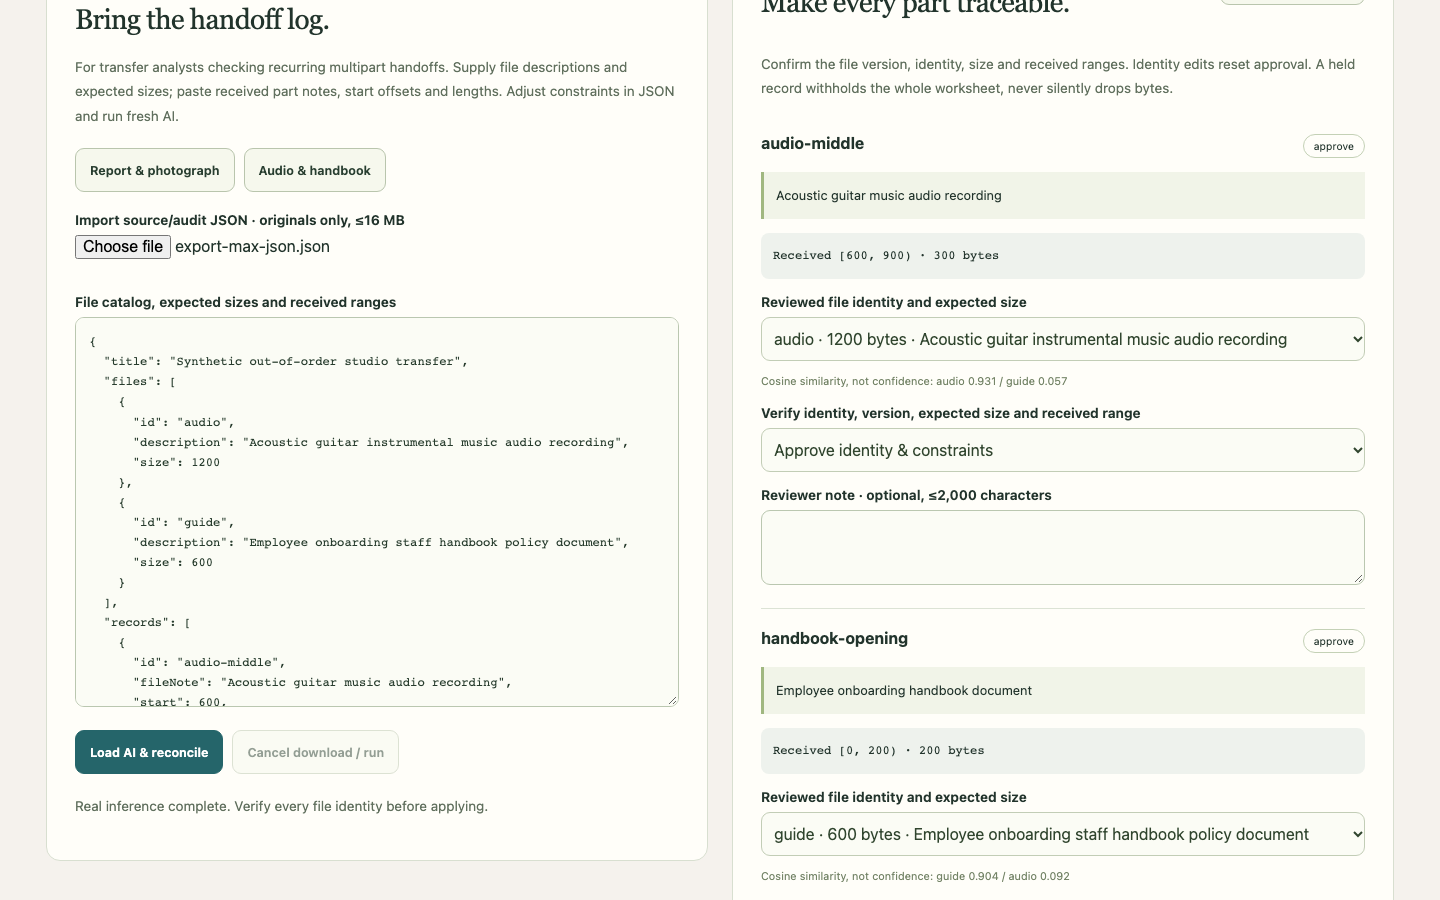 Bring the handoff log.
For transfer analysts checking recurring multipart handoffs. Supply file descriptions and
expected sizes; paste received part notes, start offsets and lengths. Adjust constraints in JSON
and run fresh AI.
Report & photograph
Audio & handbook
Import source/audit JSON · originals only, ≤16 MB
Choose file export-max-json.json
File catalog, expected sizes and received ranges
{
"title": "Synthetic out-of-order studio transfer",
"files": [
{
"id": "audio",
"description": "Acoustic guitar instrumental music audio recording",
"size": 1200
},
{
"id": "guide",
"description": "Employee onboarding staff handbook policy document",
"size": 600
}
],
"records": [
{
"id": "audio-middle",
"fileNote": "Acoustic guitar music audio recording",
"start": 600,
Load AI & reconcile
Cancel download / run
Real inference complete. Verify every file identity before applying.
Make every part traceable.
Confirm the file version, identity, size and received ranges. Identity edits reset approval. A held
record withholds the whole worksheet, never silently drops bytes.
audio-middle
approve
Acoustic guitar music audio recording
Received [600, 900) · 300 bytes
Reviewed file identity and expected size
audio · 1200 bytes · Acoustic guitar instrumental music audio recording
Cosine similarity, not confidence: audio 0.931 / guide 0.057
Verify identity, version, expected size and received range
Approve identity & constraints
Reviewer note · optional, ≤2,000 characters
handbook-opening
approve
Employee onboarding handbook document
Received [0, 200) · 200 bytes
Reviewed file identity and expected size
guide · 600 bytes · Employee onboarding staff handbook policy document
Cosine similarity, not confidence: guide 0.904 / audio 0.092